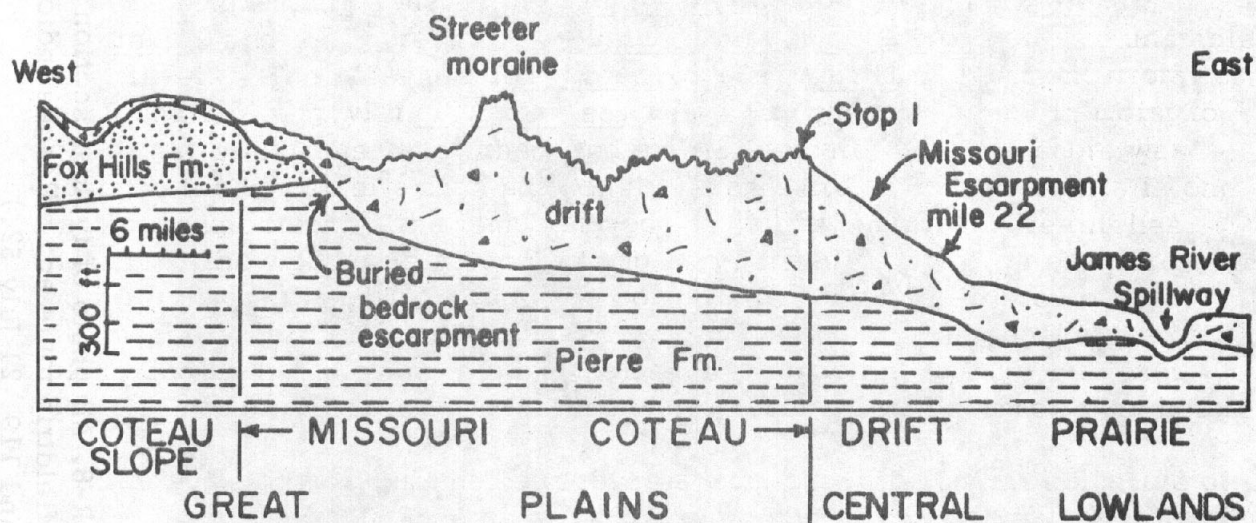 West
Streeter
moraine
East
Stop 1
Missouri
Escarpment
mile 22
Fox Hills Fm.
drift
6 miles
300 ft.
Buried
bedrock
escarpment
James River
Spillway
Pierre Fm.
COTEAU
SLOPE
MISSOURI COTEAU
DRIFT PRAIRIE
GREAT PLAINS
CENTRAL LOWLANDS